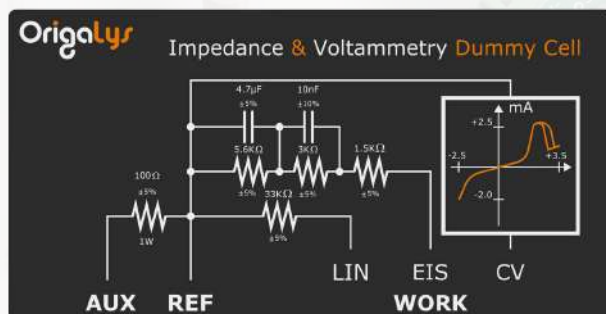 OrigaLys
Impedance & Voltammetry Dummy Cell
4.7µF
±5%
10nF
±10%
mA
+2.5
-2.5
+3.5
-2.0
5.6KΩ
±5%
3KΩ
±5%
1.5KΩ
±5%
100Ω
±5%
1W
33KΩ
±5%
LIN
EIS
CV
AUX
REF
WORK